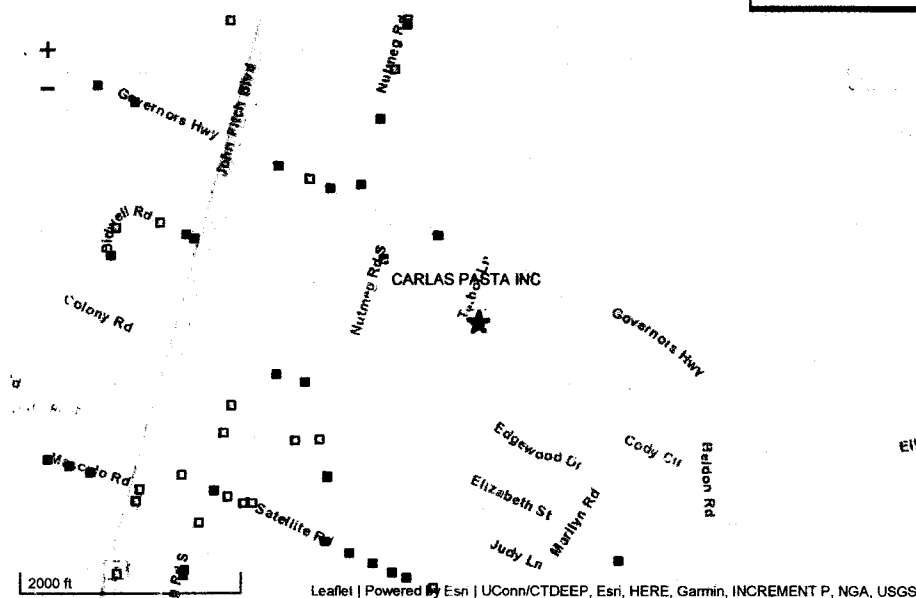 +
−
Nutmeg Rd
Governors Hwy
John Fitch Blvd
Bidwell Rd
Nutmeg Rd S
CARLAS PASTA INC
Colony Rd
Governors Hwy
Edgewood Dr
Cody Cir
Beldon Rd
Elizabeth St
Marilyn Rd
Judy Ln
Satellite Rd
Rd S
2000 ft
Leaflet | Powered by Esri | UConn/CTDEEP, Esri, HERE, Garmin, INCREMENT P, NGA, USGS